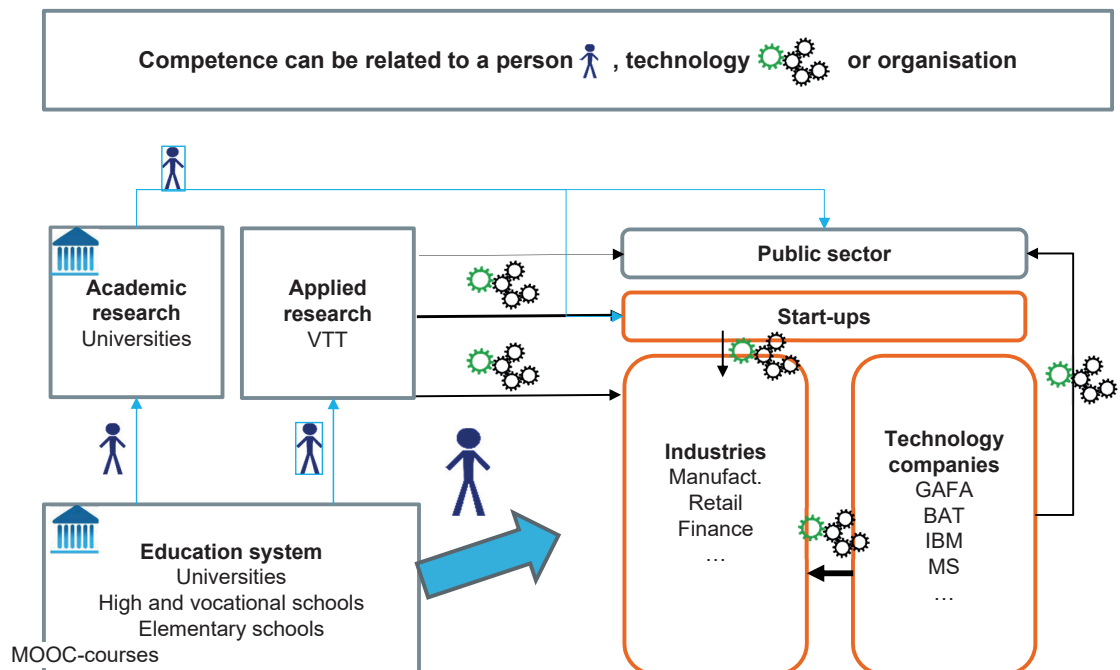 Competence can be related to a person , technology or organisation
Academic
research
Universities
Applied
research
VTT
Public sector
Start-ups
Industries
Manufact.
Retail
Finance
…
Technology
companies
GAFA
BAT
IBM
MS
…
Education system
Universities
High and vocational schools
Elementary schools
MOOC-courses